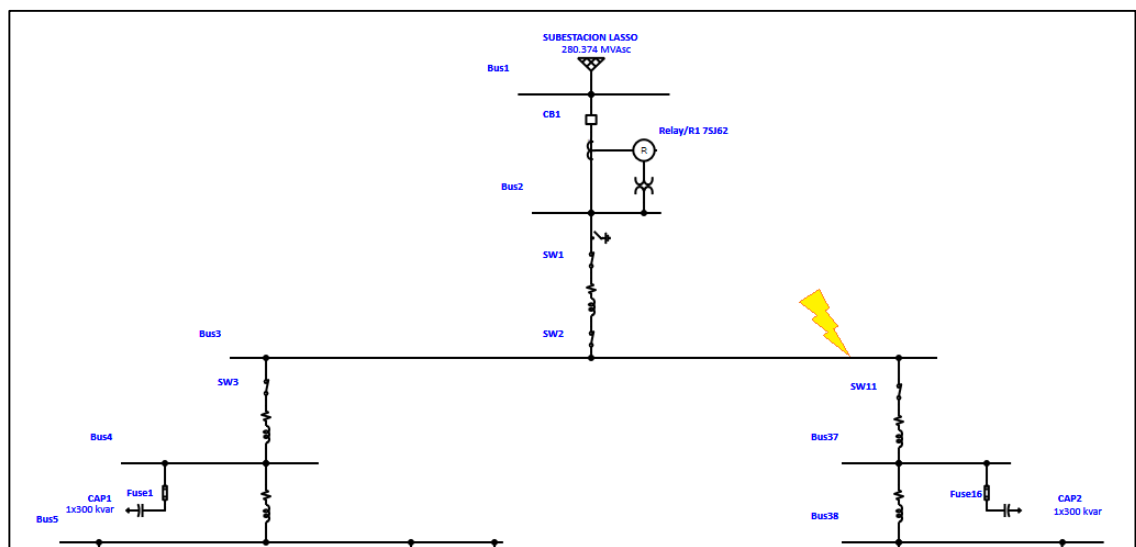 SUBESTACION LASSO
280.374 MVAsc
Bus1
CB1
Relay/R1 7SJ62
R
Bus2
SW1
SW2
Bus3
SW3
SW11
Bus4
Bus37
CAP1
1x300 kvar
Fuse1
Fuse16
CAP2
1x300 kvar
Bus5
Bus38